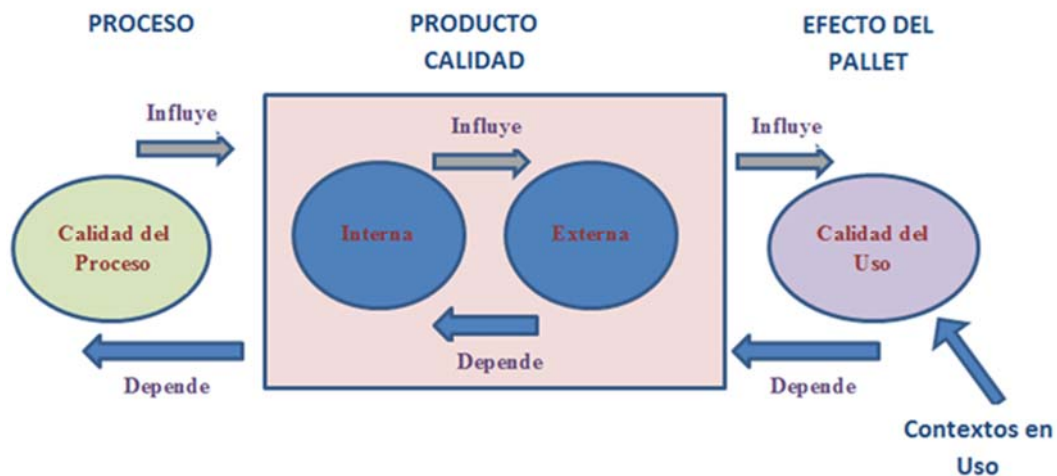 PROCESO
PRODUCTO
CALIDAD
EFECTO DEL
PALLET
Influye
Influye
Influye
Calidad del
Proceso
Interna
Externa
Calidad del
Uso
Depende
Depende
Depende
Contextos en
Uso